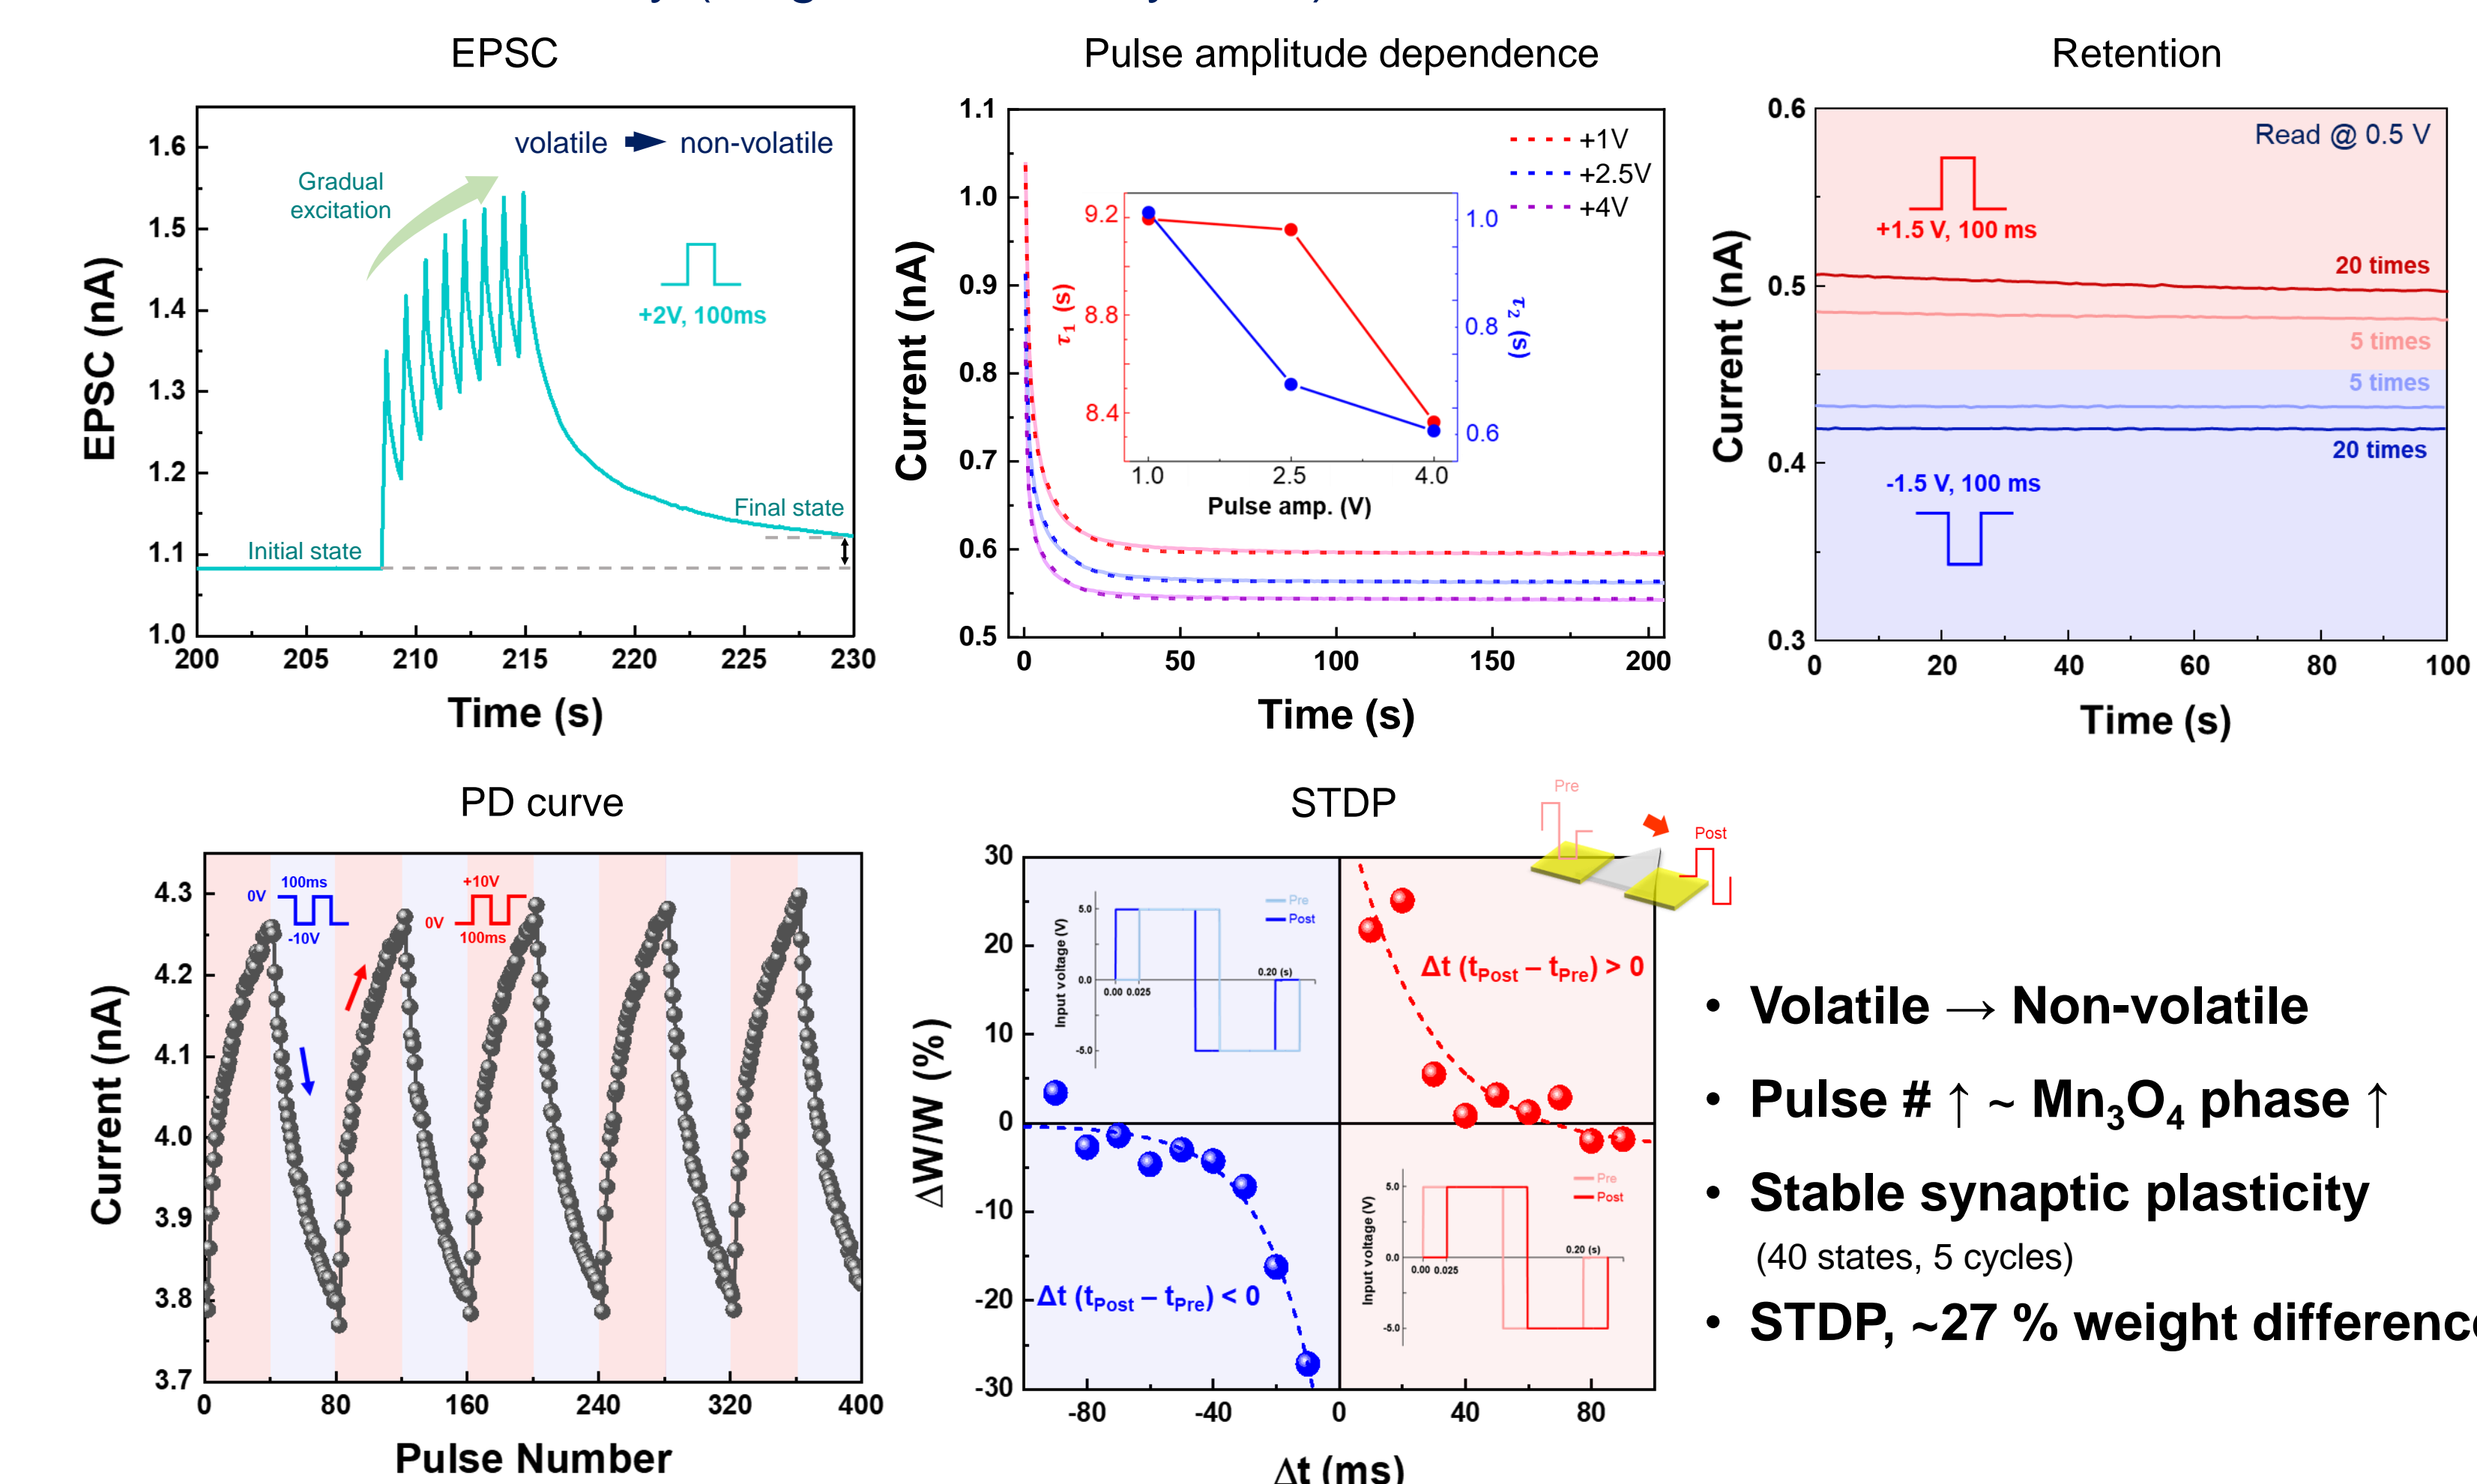 EPSC
1.6
1.5
1.4
1.3
1.2
1.1
1.0
EPSC (nA)
volatile ➡ non-volatile
Gradual
excitation
+2V, 100ms
Initial state
Final state
200 205 210 215 220 225 230
Time (s)
Pulse amplitude dependence
1.1
1.0
0.9
0.8
0.7
0.6
0.5
Current (nA)
+1V
+2.5V
+4V
9.2
8.8
8.4
τ1 (s)
1.0
0.8
0.6
τ2 (s)
1.0 2.5 4.0
Pulse amp. (V)
0 50 100 150 200
Time (s)
Retention
0.6
0.5
0.4
0.3
Current (nA)
Read @ 0.5 V
+1.5 V, 100 ms
20 times
5 times
5 times
20 times
-1.5 V, 100 ms
0 20 40 60 80 100
Time (s)
PD curve
4.3
4.2
4.1
4.0
3.9
3.8
3.7
Current (nA)
100ms
0V
-10V
+10V
0V
100ms
0 80 160 240 320 400
Pulse Number
STDP
Pre
Post
30
20
10
0
-10
-20
-30
ΔW/W (%)
Pre
Post
5.0
0.0
-5.0
Input voltage (V)
0.00 0.025
0.20 (s)
Δt (tPost – tPre) > 0
Δt (tPost – tPre) < 0
Pre
Post
5.0
0.0
-5.0
Input voltage (V)
0.00 0.025
0.20 (s)
-80 -40 0 40 80
Δt (ms)
• Volatile → Non-volatile
• Pulse # ↑ ~ Mn3O4 phase ↑
• Stable synaptic plasticity
(40 states, 5 cycles)
• STDP, ~27 % weight difference